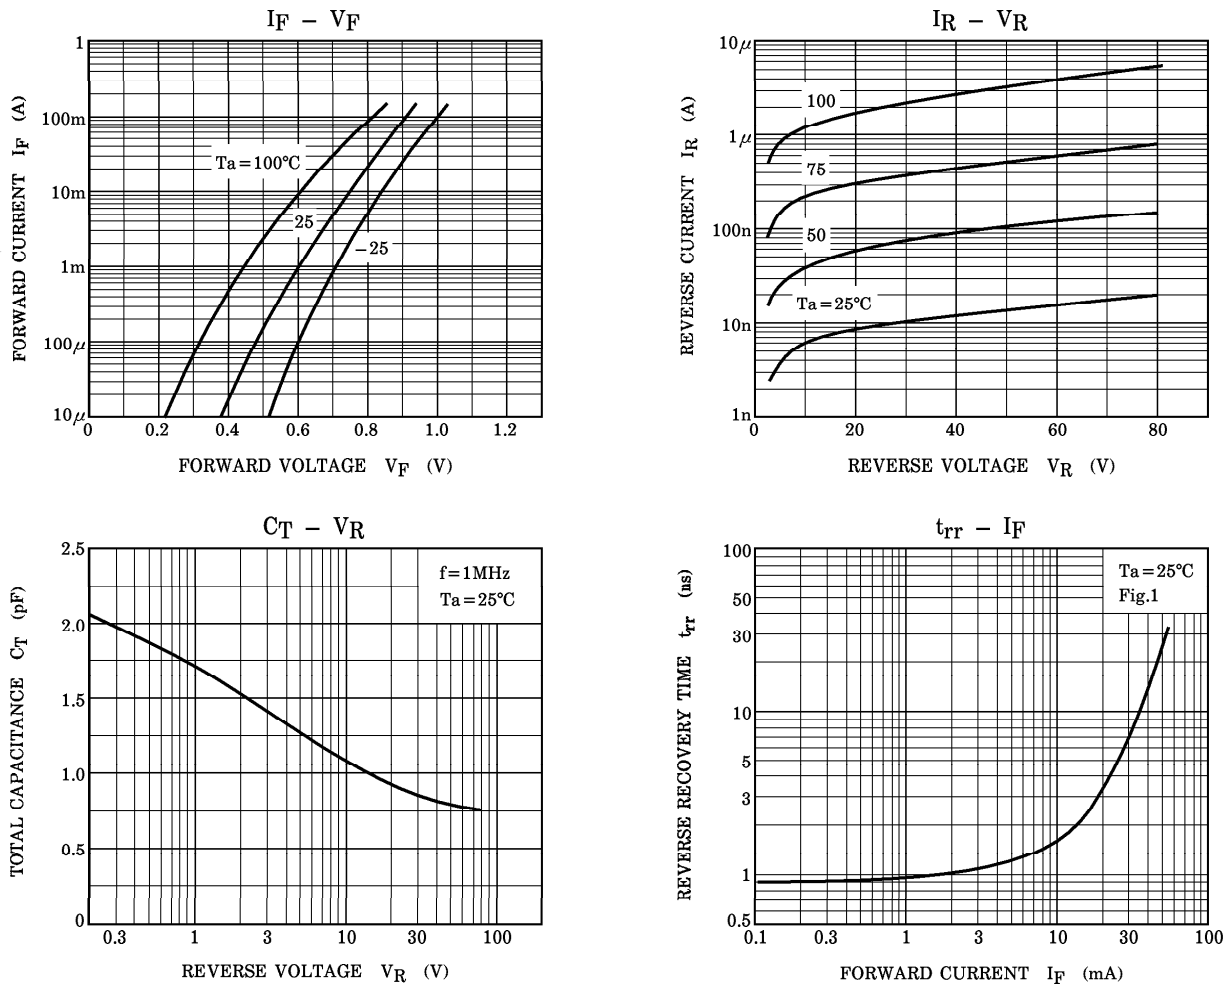 IF – VF
FORWARD CURRENT IF (A)
1
100m
10m
1m
100μ
10μ
Ta=100°C
25
−25
0 0.2 0.4 0.6 0.8 1.0 1.2
FORWARD VOLTAGE VF (V)
IR – VR
REVERSE CURRENT IR (A)
10μ
1μ
100n
10n
1n
100
75
50
Ta=25°C
0 20 40 60 80
REVERSE VOLTAGE VR (V)
CT – VR
TOTAL CAPACITANCE CT (pF)
2.5
2.0
1.5
1.0
0.5
0
f=1MHz
Ta=25°C
0.3 1 3 10 30 100
REVERSE VOLTAGE VR (V)
trr – IF
REVERSE RECOVERY TIME trr (ns)
100
50
30
10
5
3
1
0.5
Ta=25°C
Fig.1
0.1 0.3 1 3 10 30 100
FORWARD CURRENT IF (mA)